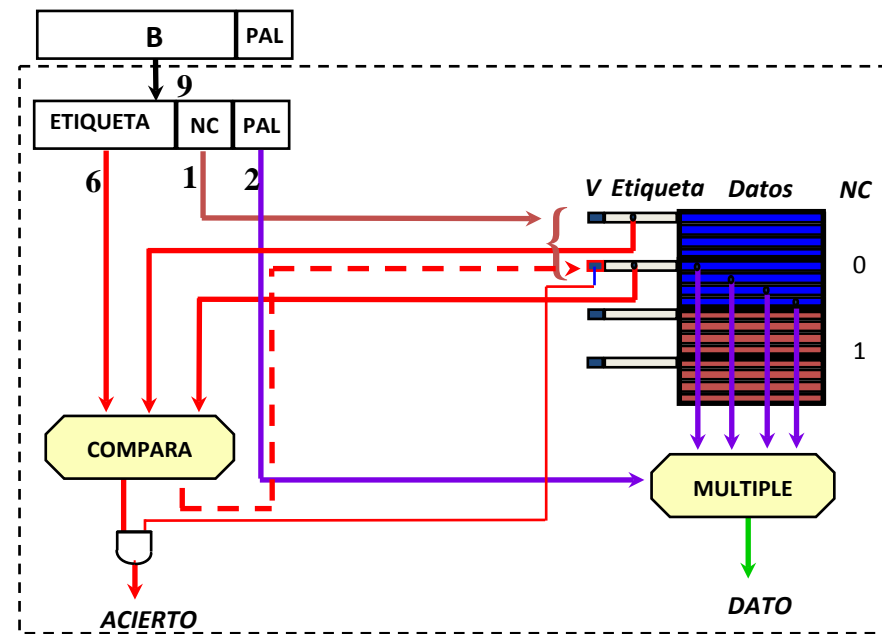 B PAL
9
ETIQUETA NC PAL
6 1 2
V Etiqueta Datos NC
0
1
COMPARA
MULTIPLE
ACIERTO
DATO